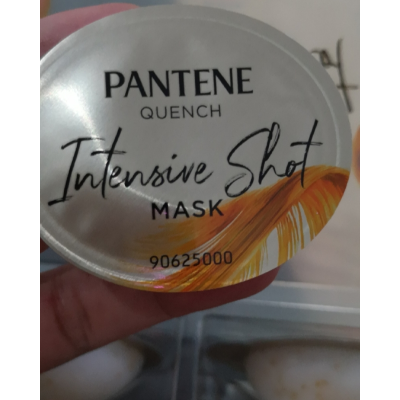 PANTENE
QUENCH
Intensive Shot
MASK
90625000